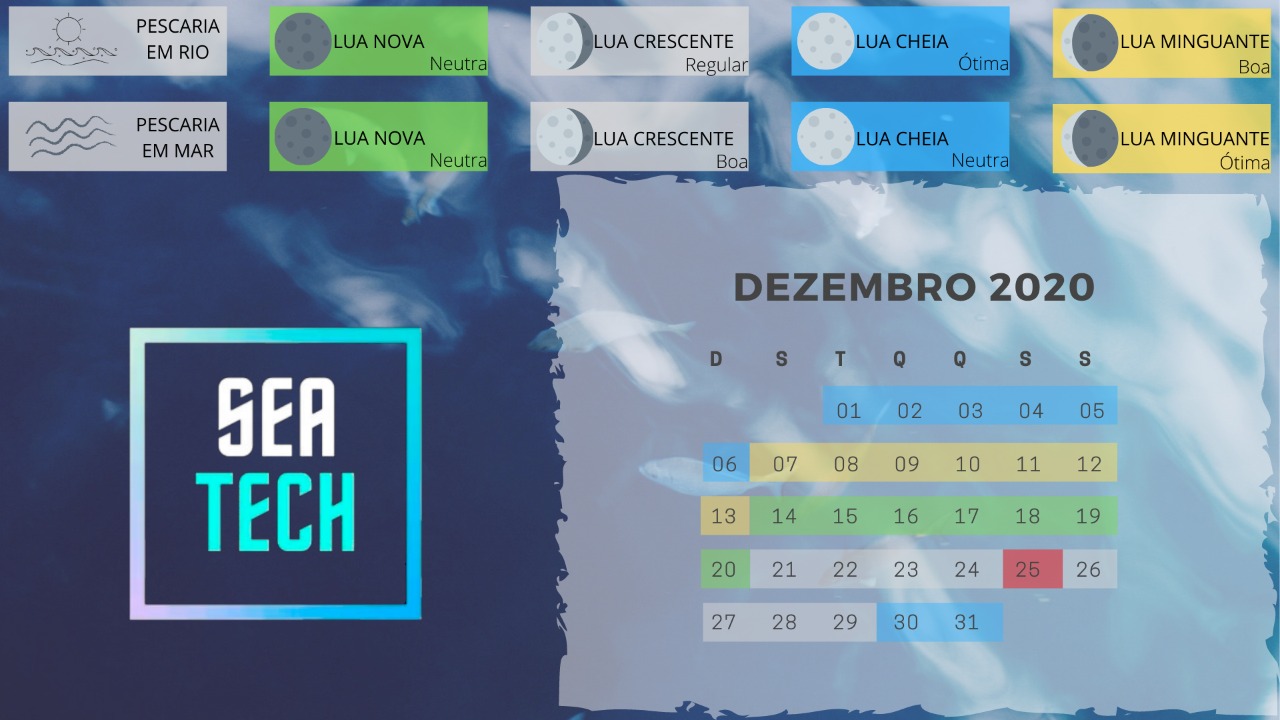 PESCARIA
EM RIO
LUA NOVA
Neutra
LUA CRESCENTE
Regular
LUA CHEIA
Ótima
LUA MINGUANTE
Boa
PESCARIA
EM MAR
LUA NOVA
Neutra
LUA CRESCENTE
Boa
LUA CHEIA
Neutra
LUA MINGUANTE
Ótima
SEA
TECH
DEZEMBRO 2020
D S T Q Q S S
01 02 03 04 05
06 07 08 09 10 11 12
13 14 15 16 17 18 19
20 21 22 23 24 25 26
27 28 29 30 31